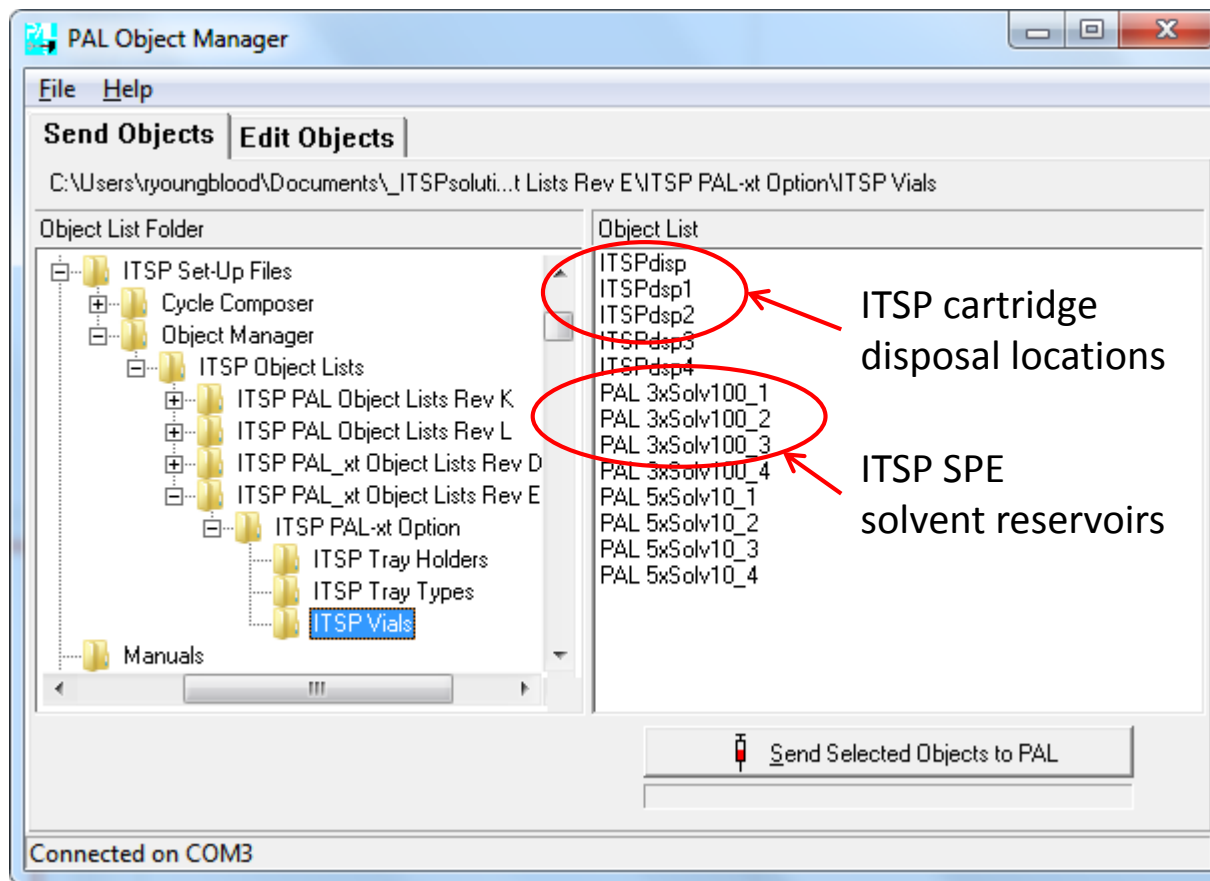 PAL Object Manager
File Help
Send Objects Edit Objects
C:\Users\ryoungblood\Documents\_ITSPsoluti...t Lists Rev E\ITSP PAL-xt Option\ITSP Vials
Object List Folder
ITSP Set-Up Files
Cycle Composer
Object Manager
ITSP Object Lists
ITSP PAL Object Lists Rev K
ITSP PAL Object Lists Rev L
ITSP PAL_xt Object Lists Rev D
ITSP PAL_xt Object Lists Rev E
ITSP PAL-xt Option
ITSP Tray Holders
ITSP Tray Types
ITSP Vials
Manuals
Object List
ITSPdisp
ITSPdsp1
ITSPdsp2
ITSPdsp3
ITSPdsp4
PAL 3xSolv100_1
PAL 3xSolv100_2
PAL 3xSolv100_3
PAL 3xSolv100_4
PAL 5xSolv10_1
PAL 5xSolv10_2
PAL 5xSolv10_3
PAL 5xSolv10_4
ITSP cartridge
disposal locations
ITSP SPE
solvent reservoirs
Send Selected Objects to PAL
Connected on COM3